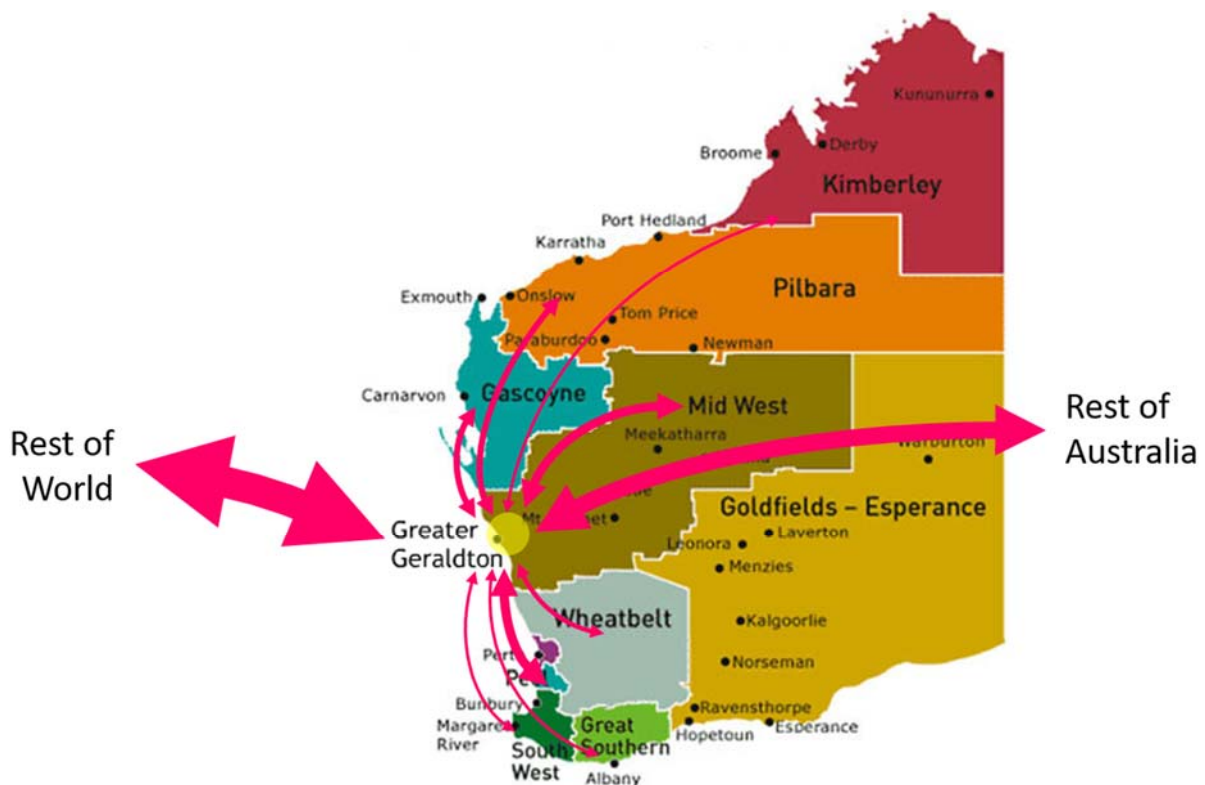 Kununurra
Derby
Broome
Kimberley
Port Hedland
Karratha
Pilbara
Exmouth
Onslow
Tom Price
Paraburdoo
Newman
Carnarvon
Gascoyne
Mid West
Meekatharra
Rest of
Australia
Warburton
Rest of
World
Goldfields – Esperance
Greater
Geraldton
Leonora
Laverton
Menzies
Wheatbelt
Kalgoorlie
Norseman
Bunbury
Margaret
River
South
West
Great
Southern
Albany
Ravensthorpe
Hopetoun
Esperance